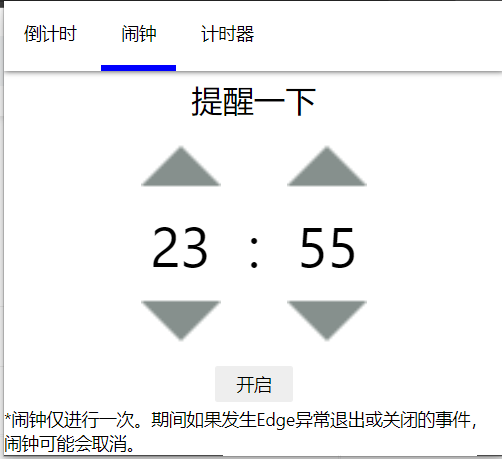 倒计时 闹钟 计时器
提醒一下
23 : 55
开启
*闹钟仅进行一次。期间如果发生Edge异常退出或关闭的事件，
闹钟可能会取消。